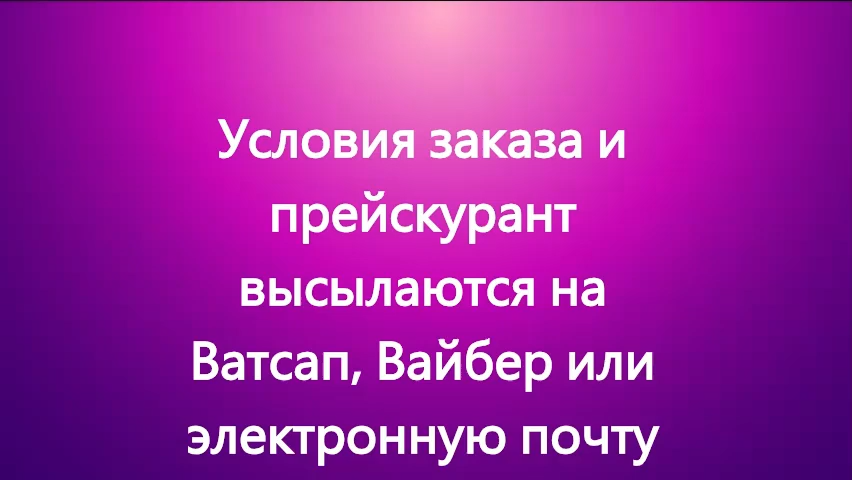 Условия заказа и
прейскурант
высылаются на
Ватсап, Вайбер или
электронную почту